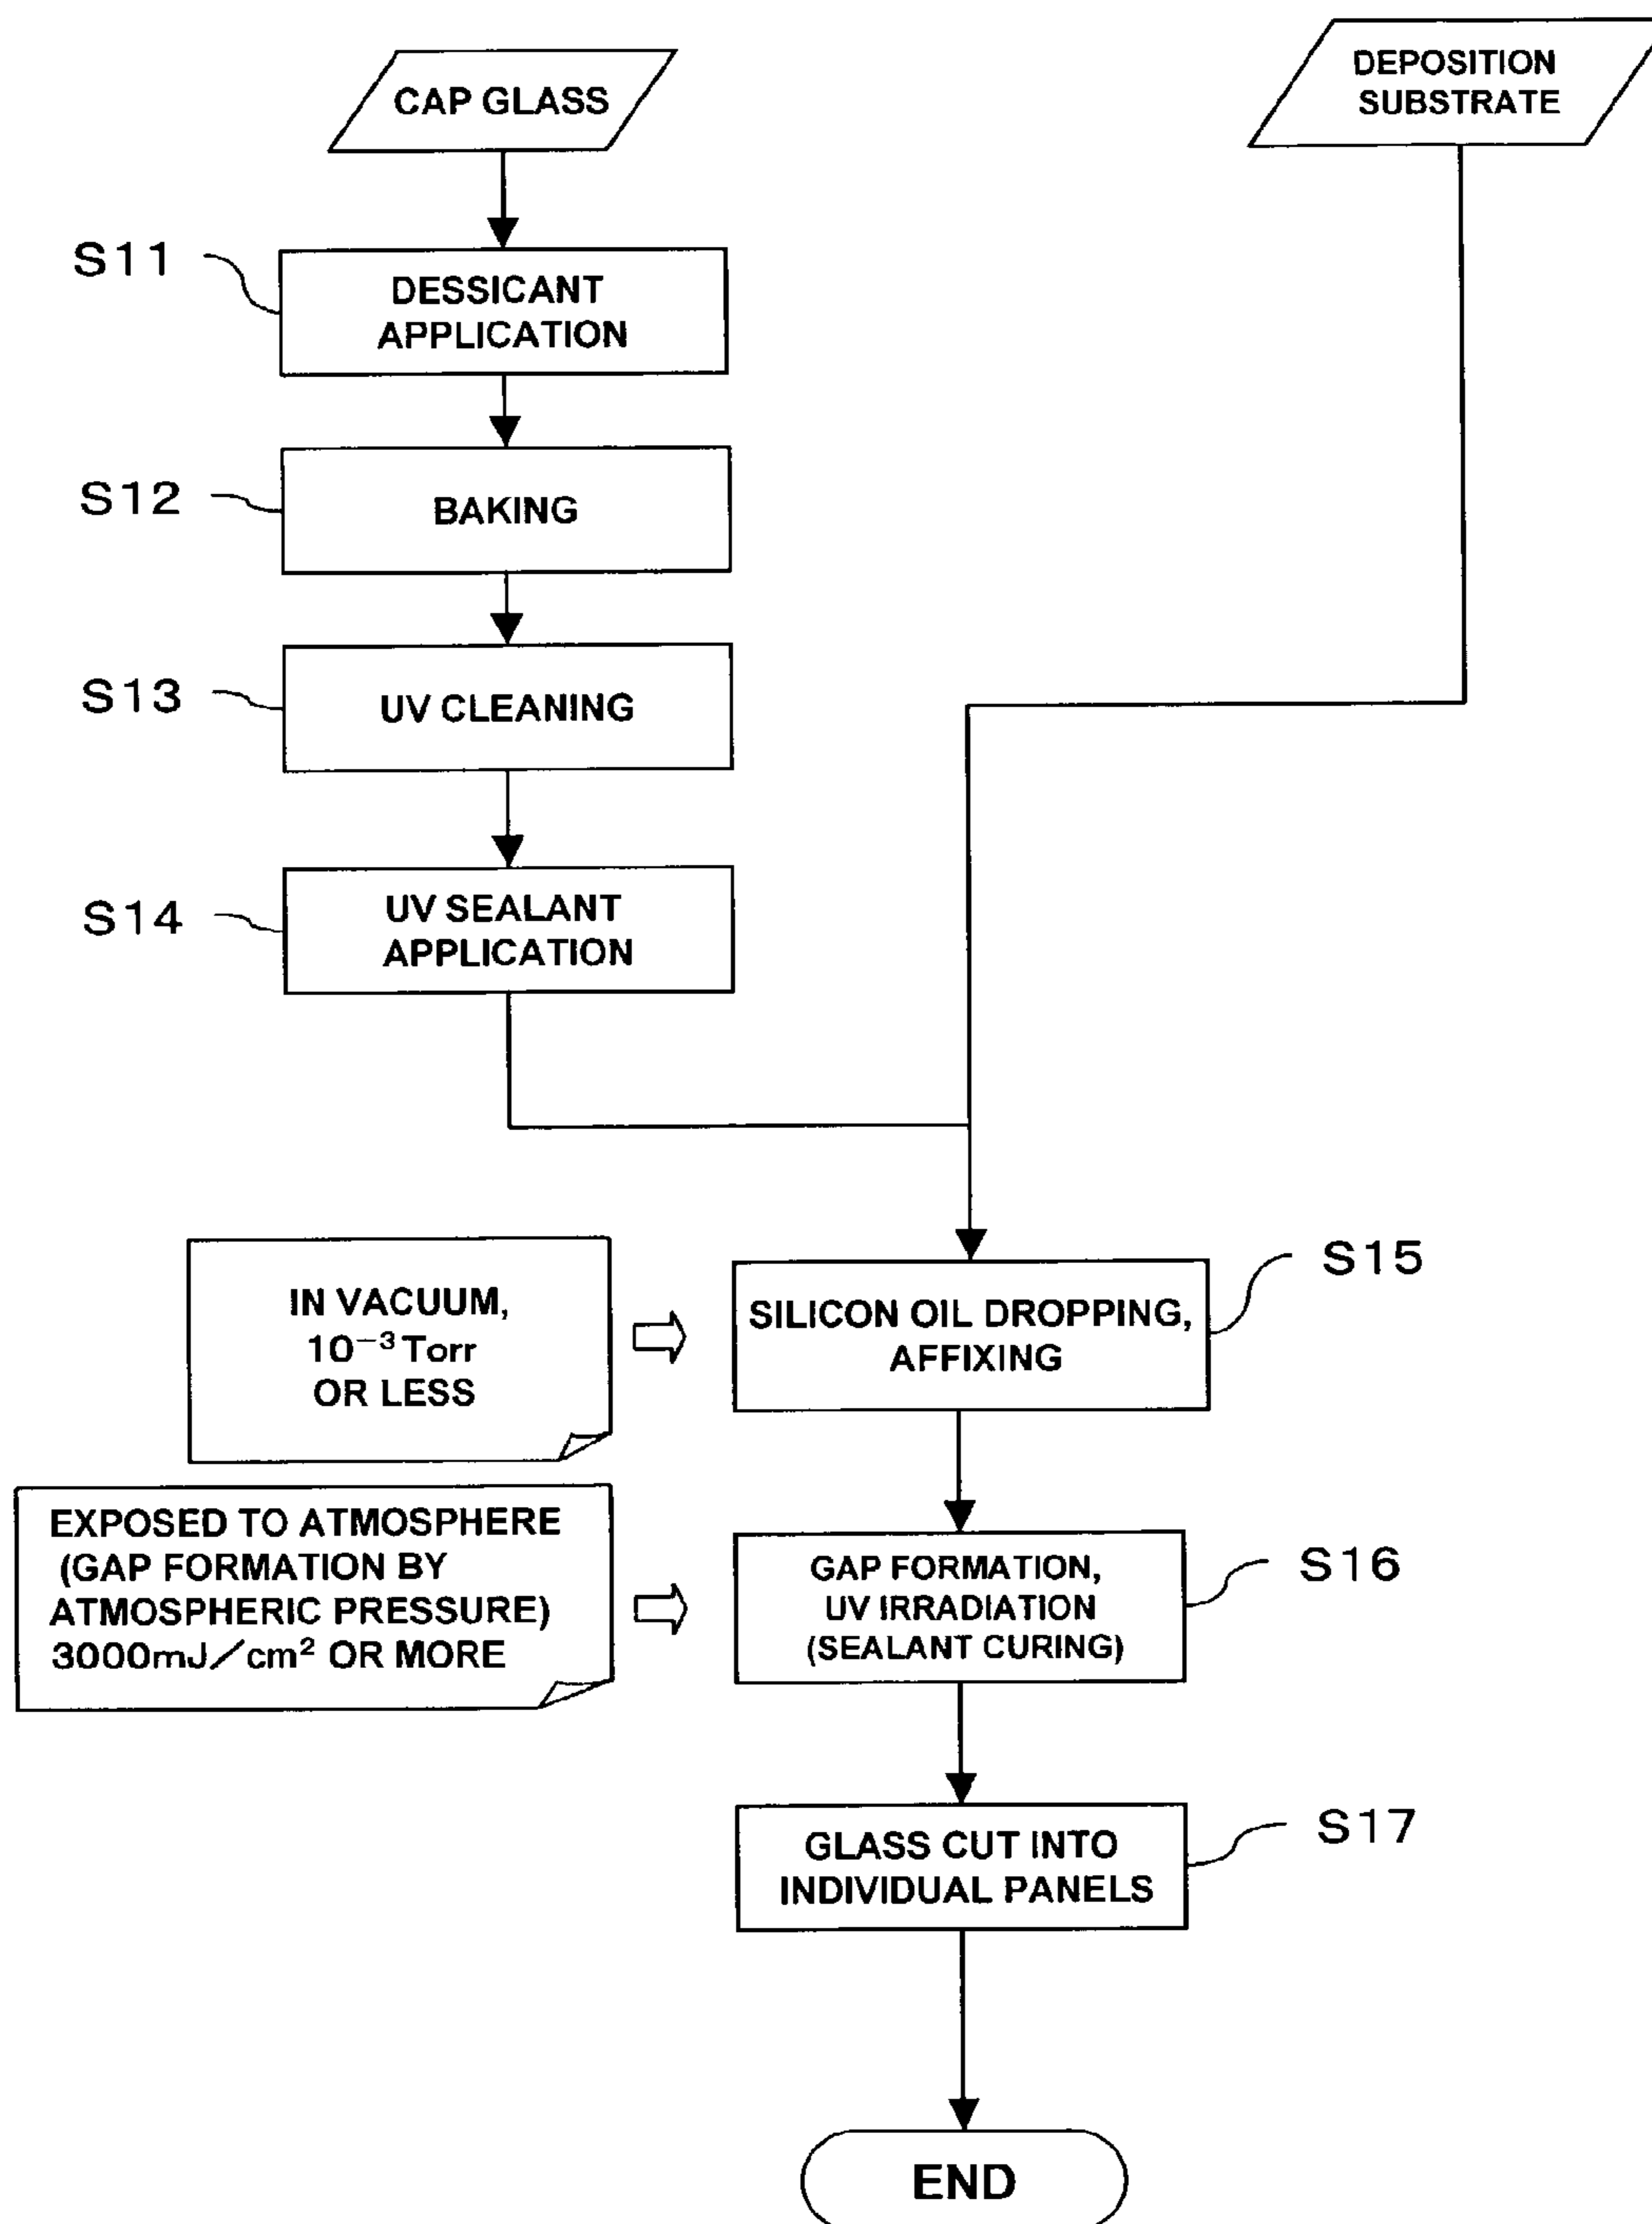 CAP GLASS
DEPOSITION
SUBSTRATE
S11
DESSICANT
APPLICATION
S12
BAKING
S13
UV CLEANING
S14
UV SEALANT
APPLICATION
IN VACUUM,
10⁻³ Torr
OR LESS
SILICON OIL DROPPING,
AFFIXING
S15
EXPOSED TO ATMOSPHERE
(GAP FORMATION BY
ATMOSPHERIC PRESSURE)
3000mJ/cm² OR MORE
GAP FORMATION,
UV IRRADIATION
(SEALANT CURING)
S16
GLASS CUT INTO
INDIVIDUAL PANELS
S17
END